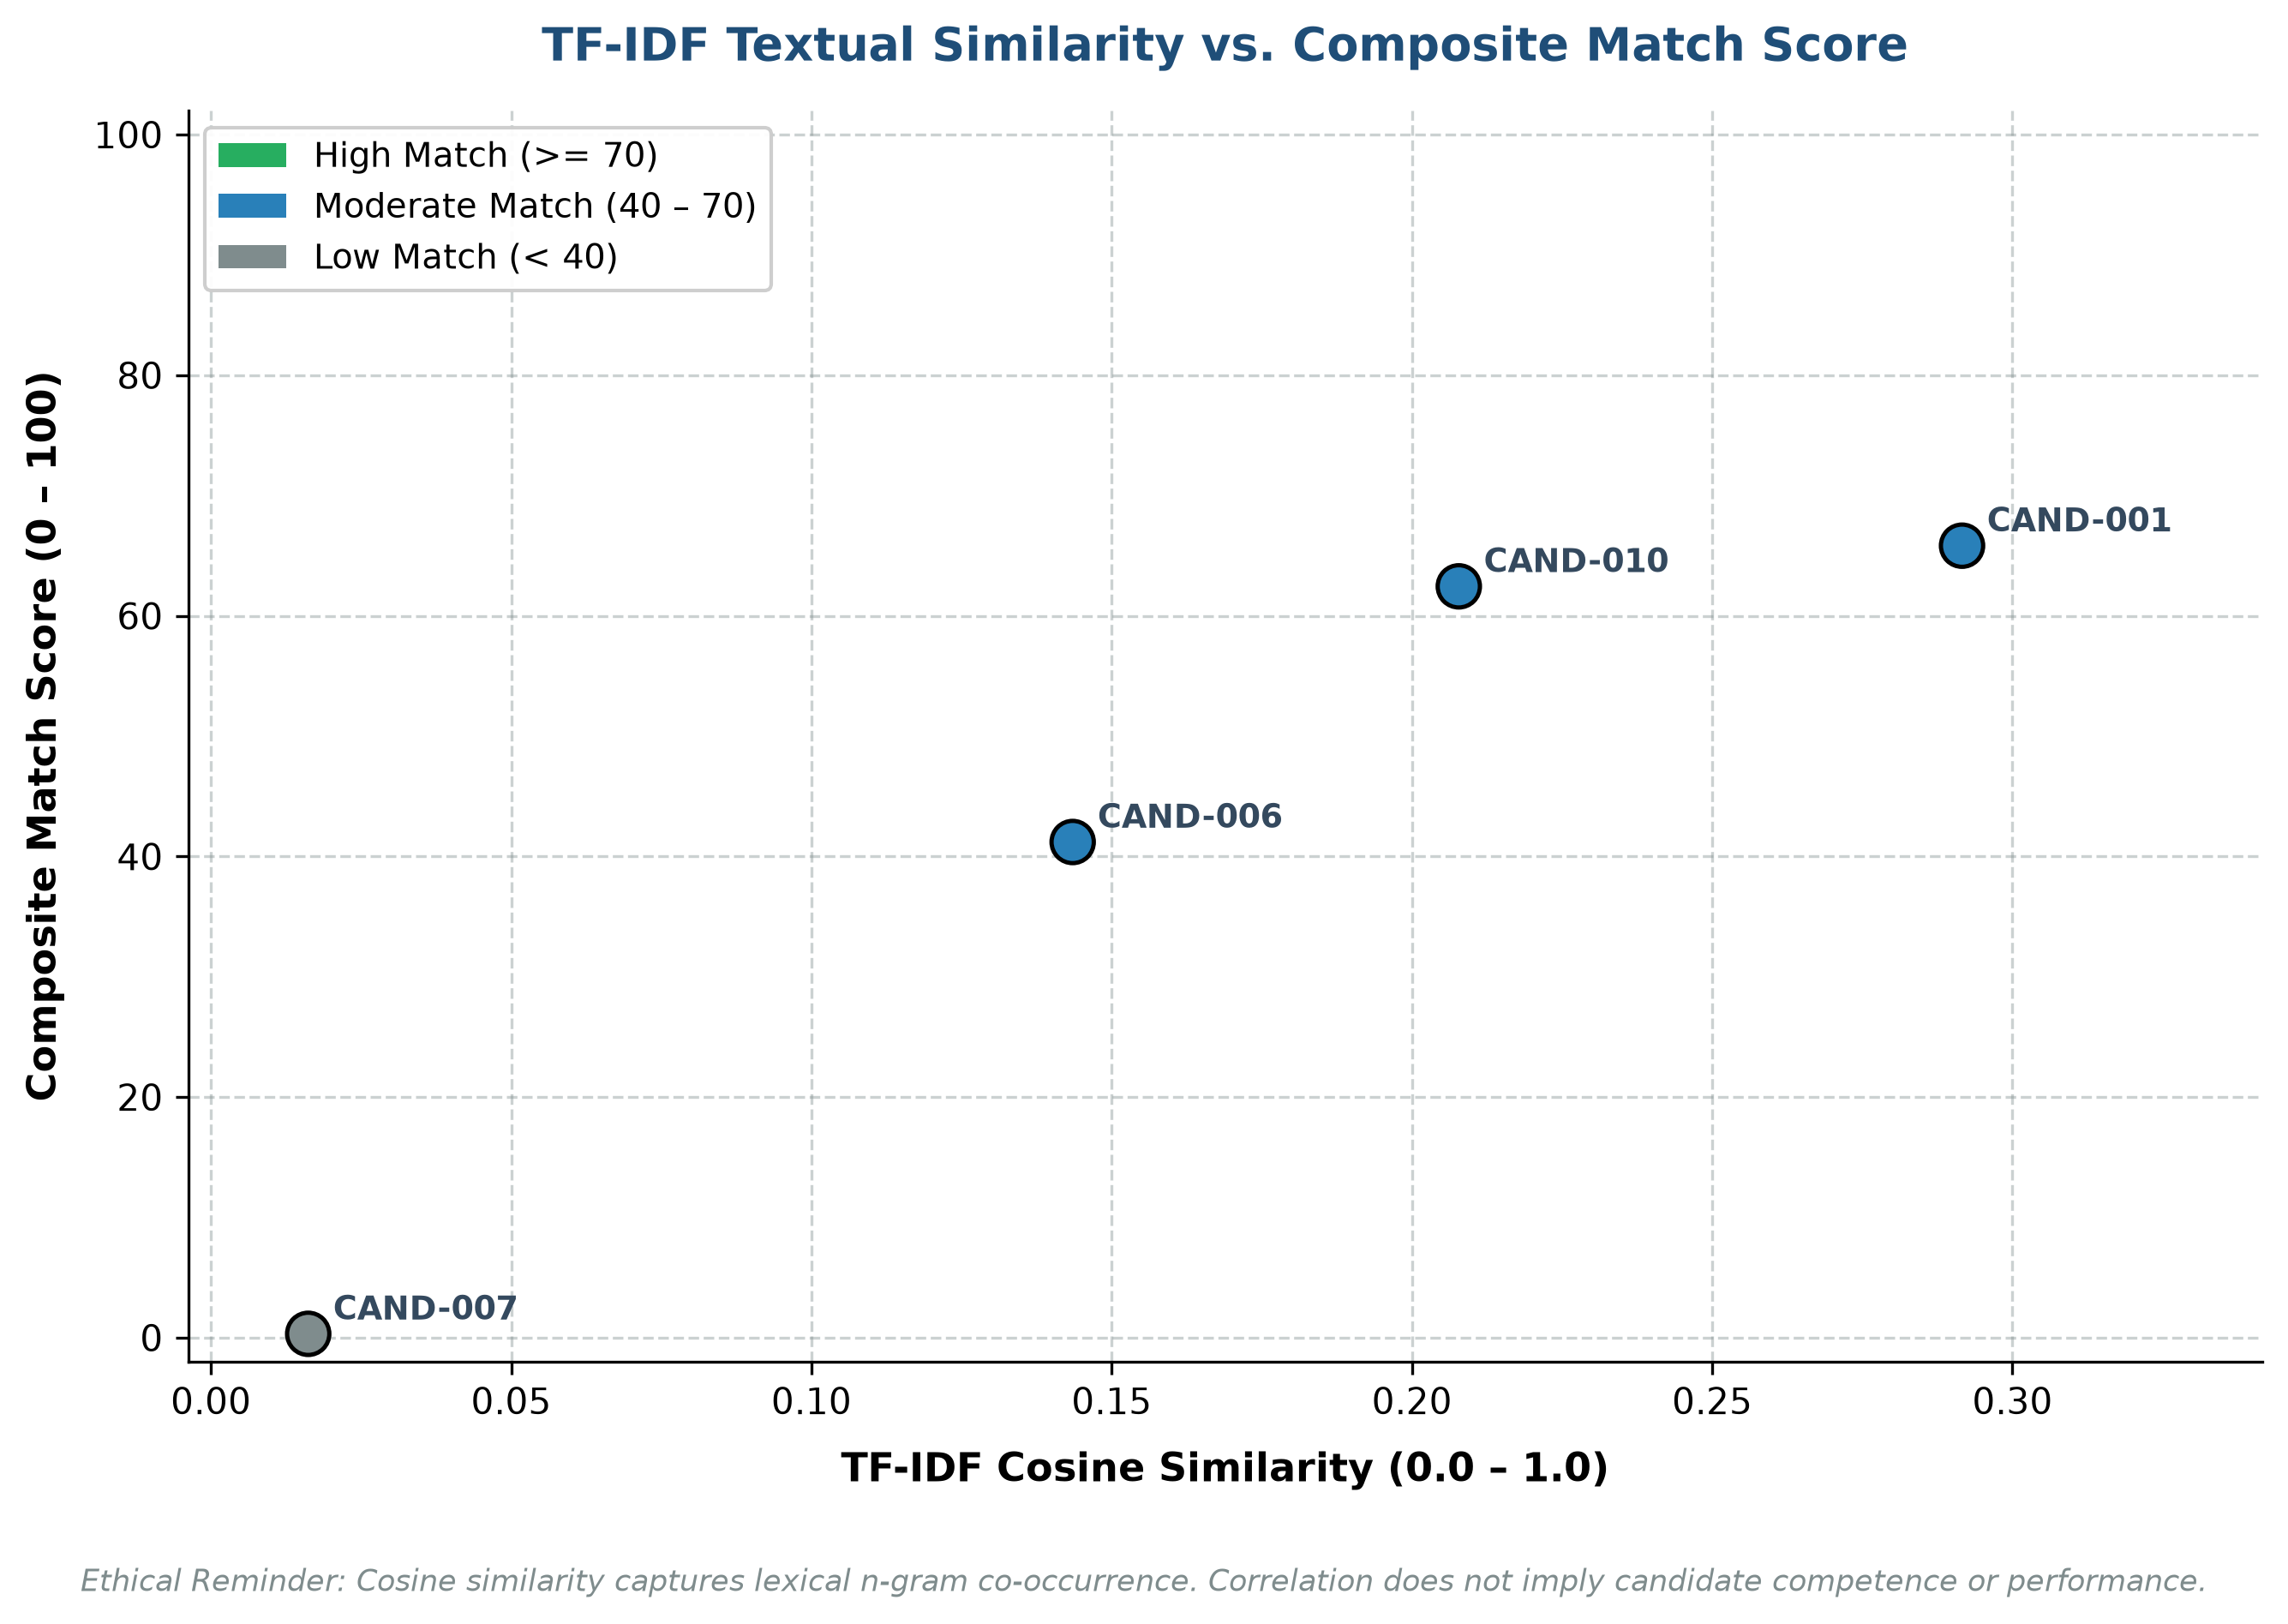 TF-IDF Textual Similarity vs. Composite Match Score
100
High Match (>= 70)
Moderate Match (40 – 70)
Low Match (< 40)
80
Composite Match Score (0 – 100)
CAND-001
CAND-010
60
CAND-006
40
20
CAND-007
0
0.00 0.05 0.10 0.15 0.20 0.25 0.30
TF-IDF Cosine Similarity (0.0 – 1.0)
Ethical Reminder: Cosine similarity captures lexical n-gram co-occurrence. Correlation does not imply candidate competence or performance.